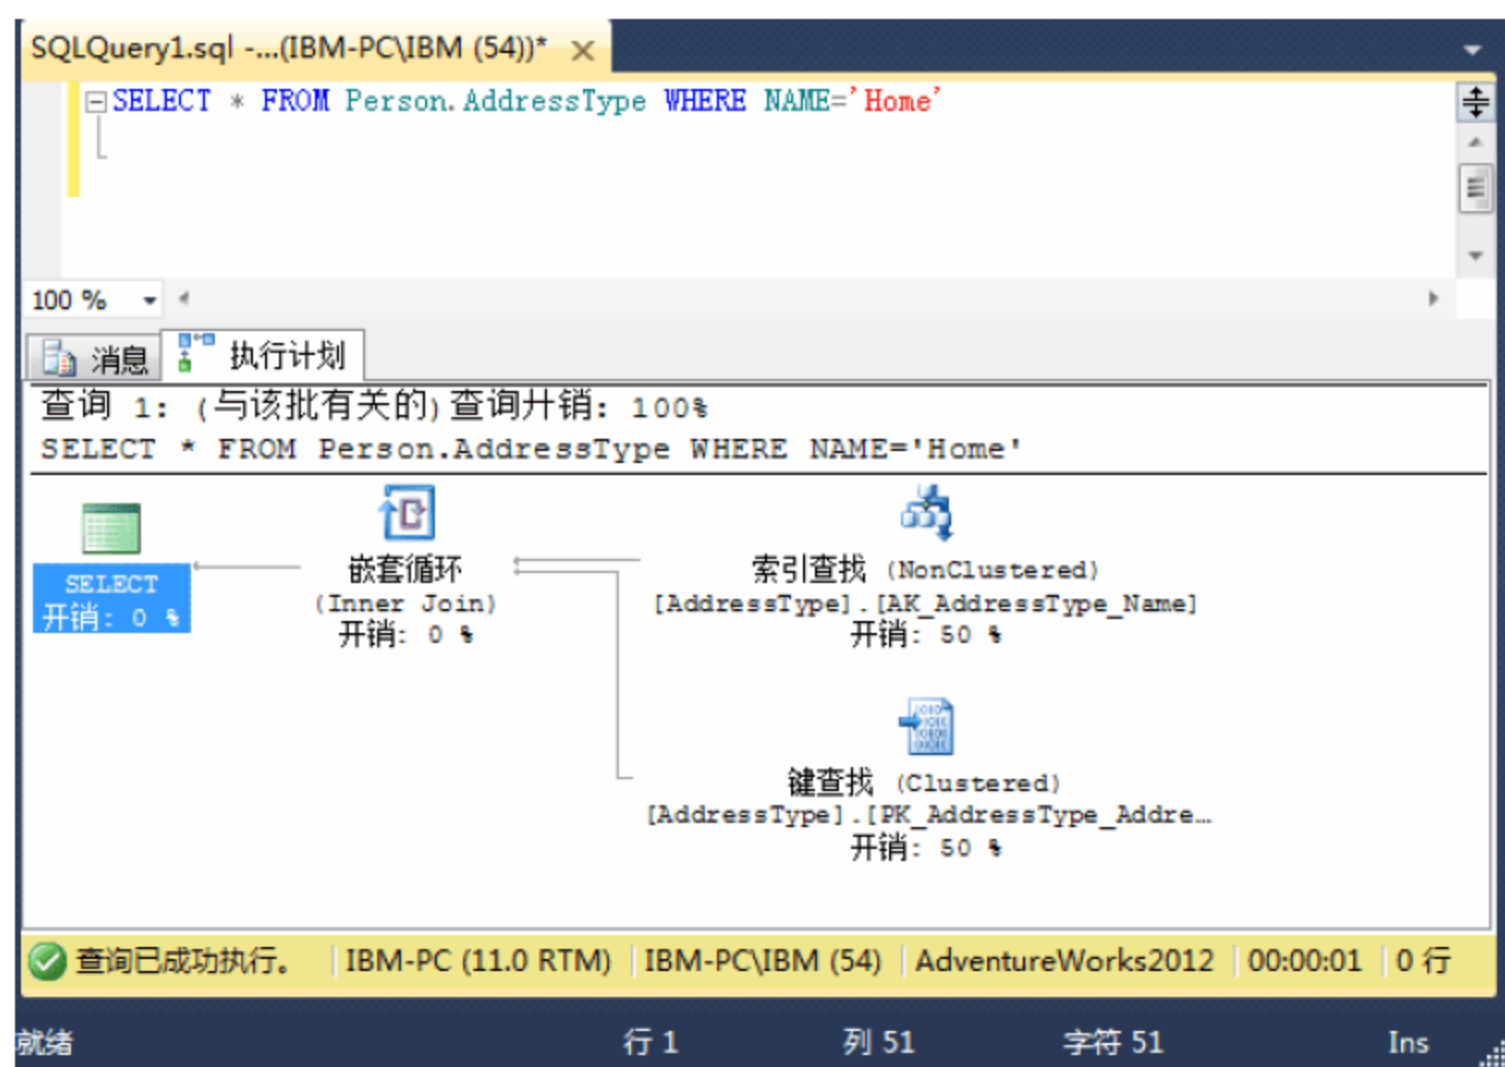 SQLQuery1.sql -...(IBM-PC\IBM (54))*
SELECT * FROM Person.AddressType WHERE NAME='Home'
100 %
消息 执行计划
查询 1: (与该批有关的)查询开销: 100%
SELECT * FROM Person.AddressType WHERE NAME='Home'
SELECT
开销: 0 %
嵌套循环
(Inner Join)
开销: 0 %
索引查找 (NonClustered)
[AddressType].[AK_AddressType_Name]
开销: 50 %
键查找 (Clustered)
[AddressType].[PK_AddressType_Addre…
开销: 50 %
查询已成功执行。 IBM-PC (11.0 RTM) IBM-PC\IBM (54) AdventureWorks2012 00:00:01 0 行
就绪 行 1 列 51 字符 51 Ins